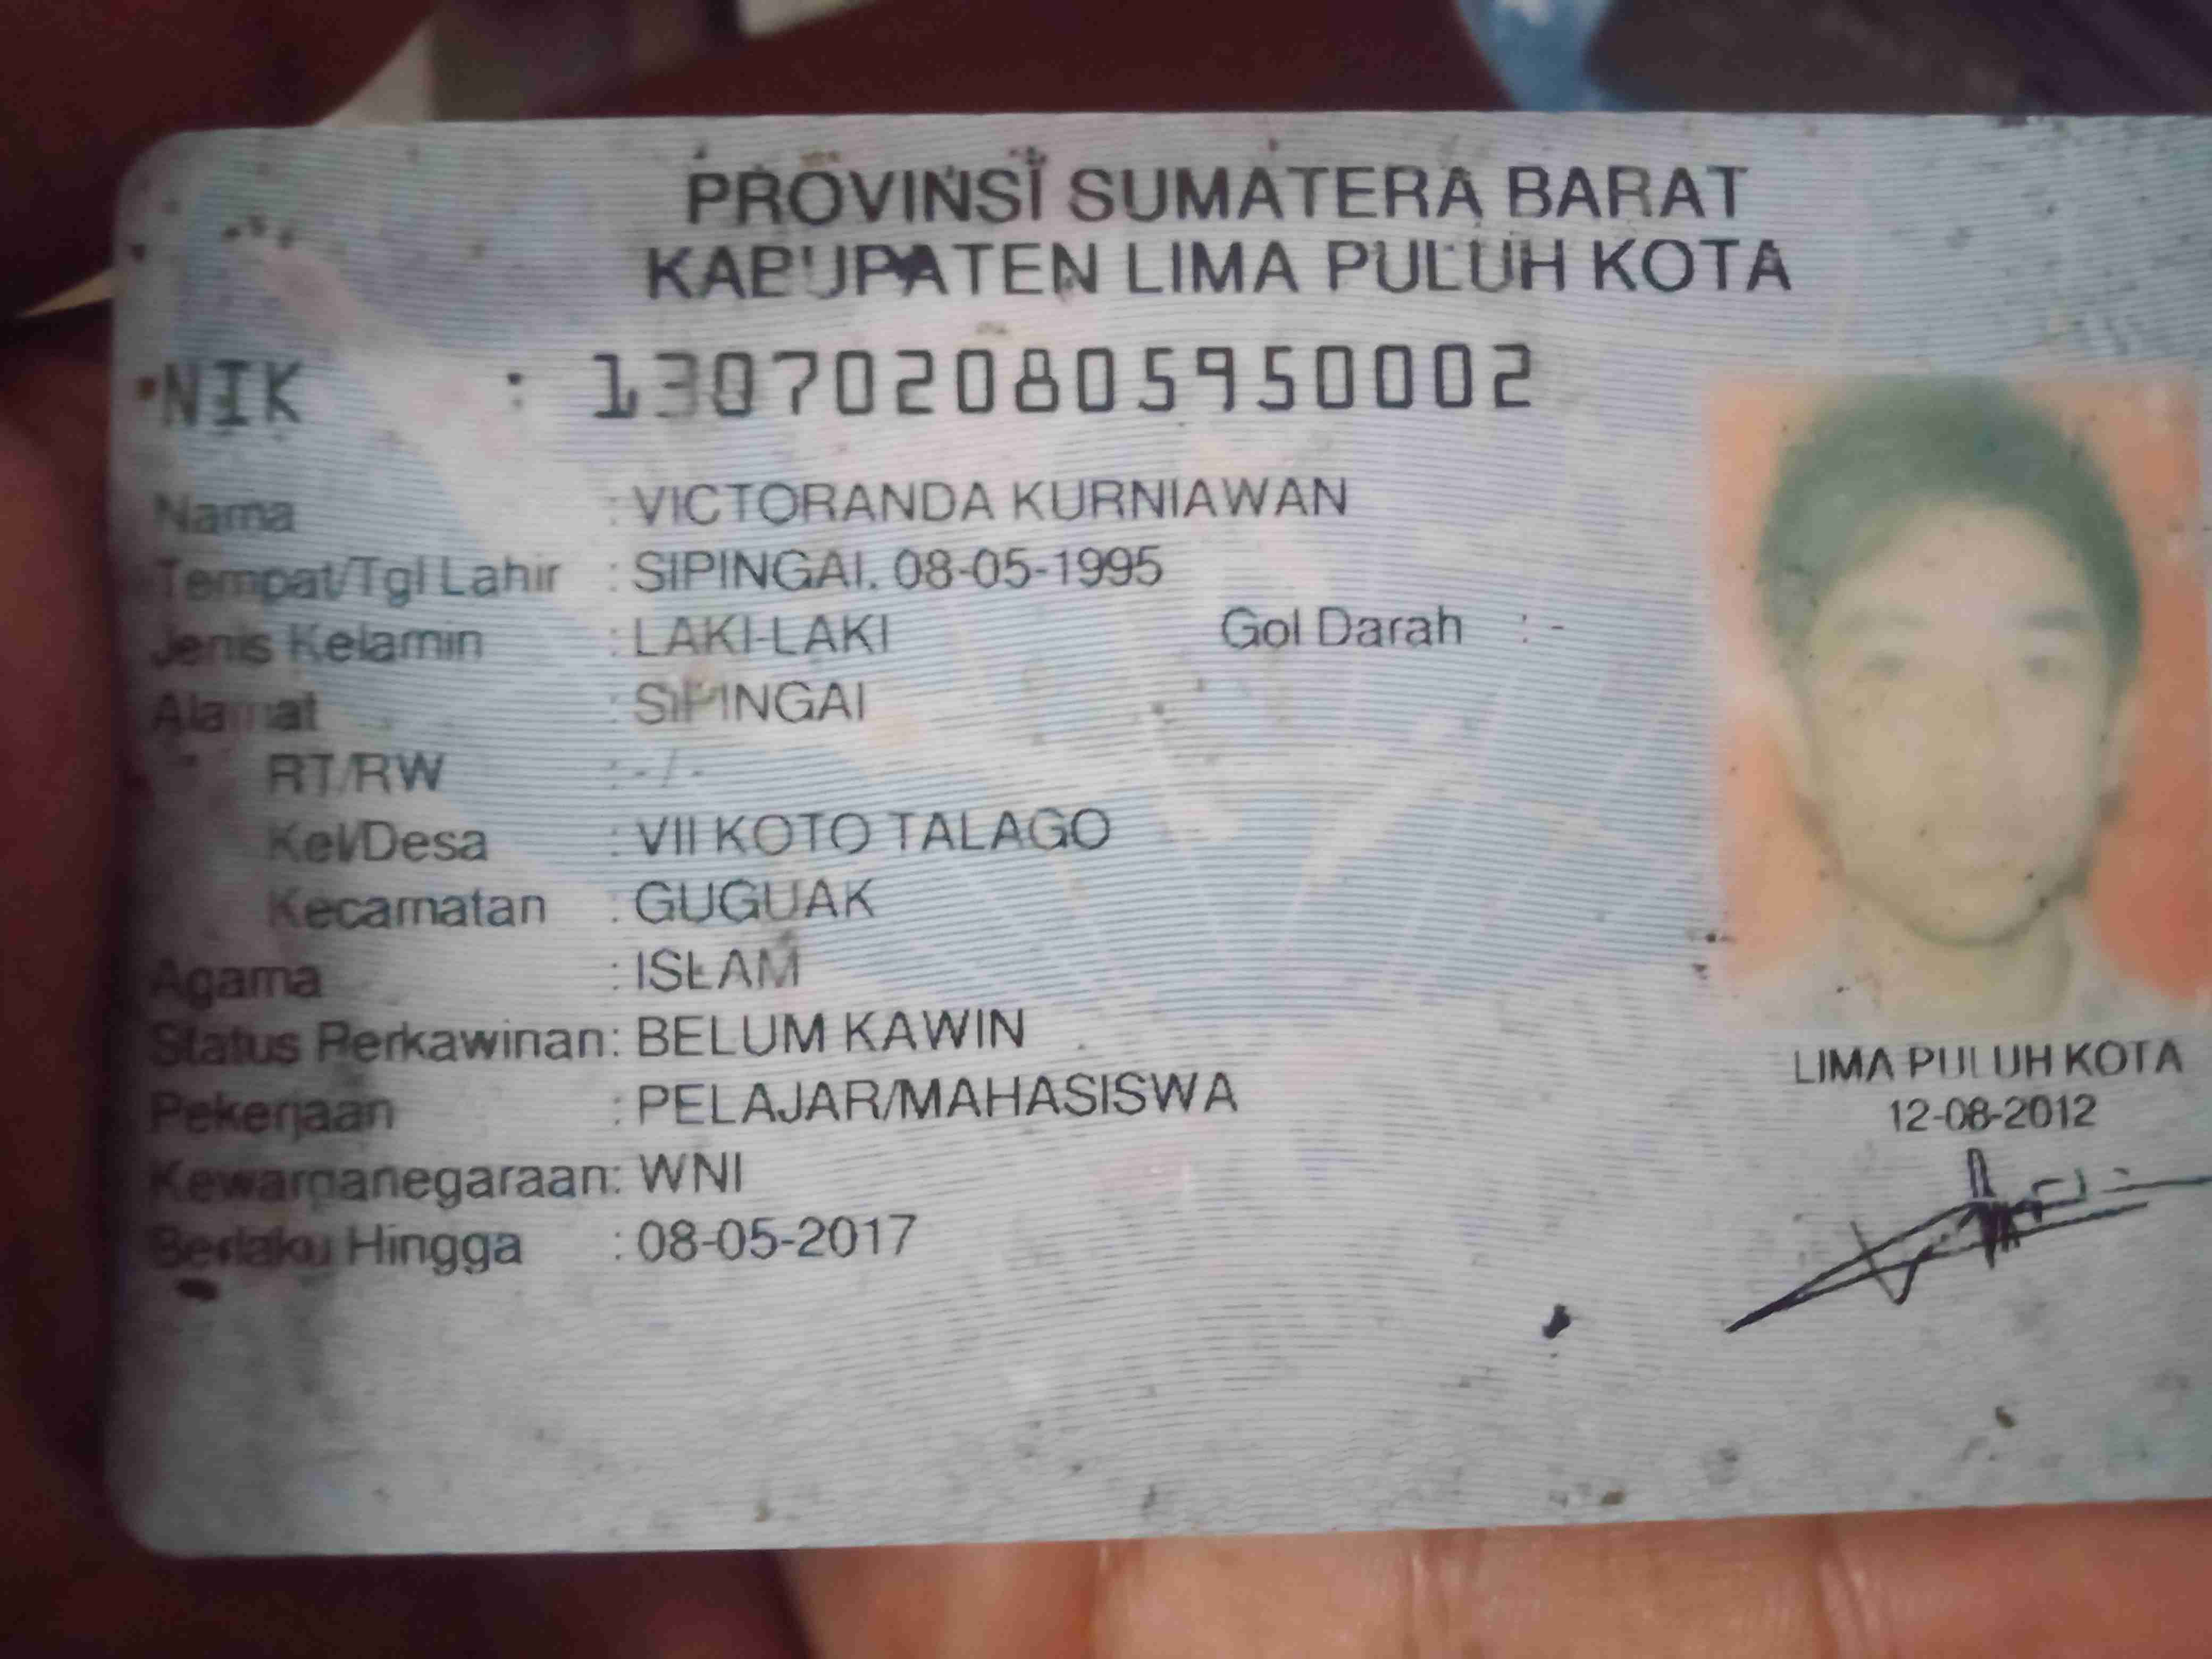 PROVINSI SUMATERA BARAT
KABUPATEN LIMA PULUH KOTA
NIK : 1307020805950002
Nama : VICTORANDA KURNIAWAN
Tempat/Tgl Lahir : SIPINGAI. 08-05-1995
Jenis Kelamin : LAKI-LAKI Gol Darah : -
Alamat : SIPINGAI
RT/RW : - / -
Kel/Desa : VII KOTO TALAGO
Kecamatan : GUGUAK
Agama : ISLAM
Status Perkawinan: BELUM KAWIN
Pekerjaan : PELAJAR/MAHASISWA
Kewarganegaraan: WNI
Berlaku Hingga : 08-05-2017
LIMA PULUH KOTA
12-08-2012